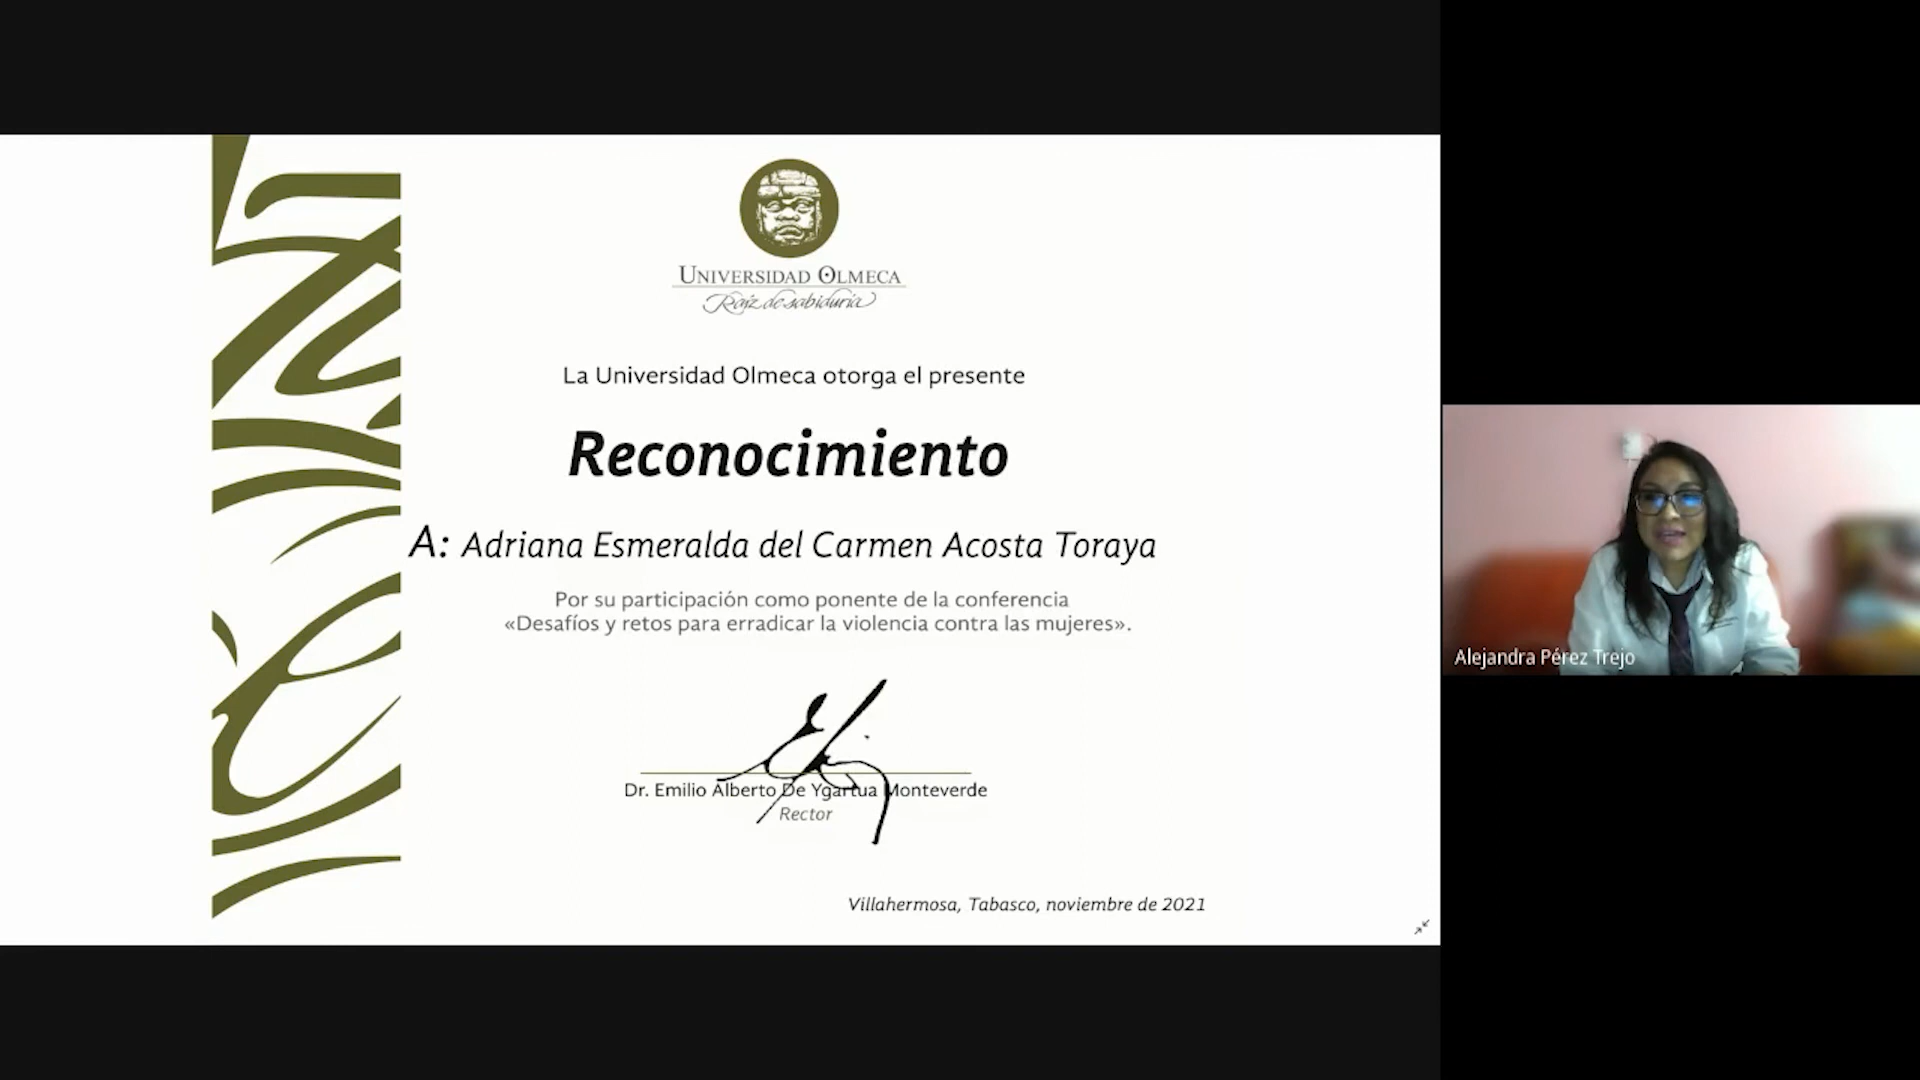 UNIVERSIDAD OLMECA
Raíz de sabiduría
La Universidad Olmeca otorga el presente
Reconocimiento
A: Adriana Esmeralda del Carmen Acosta Toraya
Por su participación como ponente de la conferencia
«Desafíos y retos para erradicar la violencia contra las mujeres».
Dr. Emilio Alberto De Ygartua Monteverde
Rector
Villahermosa, Tabasco, noviembre de 2021
Alejandra Pérez Trejo